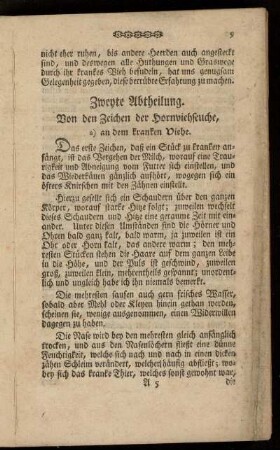 9
nicht eher ruhen, bis andere Heerden auch angesteckt
sind, und deswegen alle Huthungen und Graswege
durch ihr krankes Vieh besudeln, hat uns genugsam
Gelegenheit gegeben, diese betrübte Erfahrung zu machen.
Zweyte Abtheilung.
Von den Zeichen der Hornviehseuche,
a) an dem kranken Viehe.
Das erste Zeichen, daß ein Stück zu kranken an-
fängt, ist das Vergehen der Milch, worauf eine Trau-
rigkeit und Abneigung vom Futter sich einstellen, und
das Wiederkäuen gänzlich aufhört, wogegen sich ein
öfteres Knirschen mit den Zähnen einstellt.
Hierzu gesellt sich ein Schaudern über den ganzen
Körper, worauf starke Hitze folgt; zuweilen wechselt
dieses Schaudern und Hitze eine geraume Zeit mit ein-
ander. Unter diesen Umständen sind die Hörner und
Ohren bald ganz kalt, bald warm, ja zuweilen ist ein
Ohr oder Horn kalt, das andere warm; den meh-
resten Stücken stehen die Haare auf dem ganzen Leibe
in die Höhe, und der Puls ist geschwind, zuweilen
groß, zuweilen klein, mehrentheils gespannt; unordent-
lich und ungleich habe ich ihn niemals bemerkt.
Die mehresten saufen auch gern frisches Wasser,
sobald aber Mehl oder Kleyen hinein gethan worden,
scheinen sie, wenige ausgenommen, einen Widerwillen
dagegen zu haben.
Die Nase wird bey den mehresten gleich anfänglich
trocken, und aus den Nasenlöchern fließt eine dünne
Feuchtigkeit, welche sich nach und nach in einen dicken
zähen Schleim verändert, welcher häufig abfließt; wo-
bey sich das kranke Thier, welches sonst gewohnt war,
A 5
die